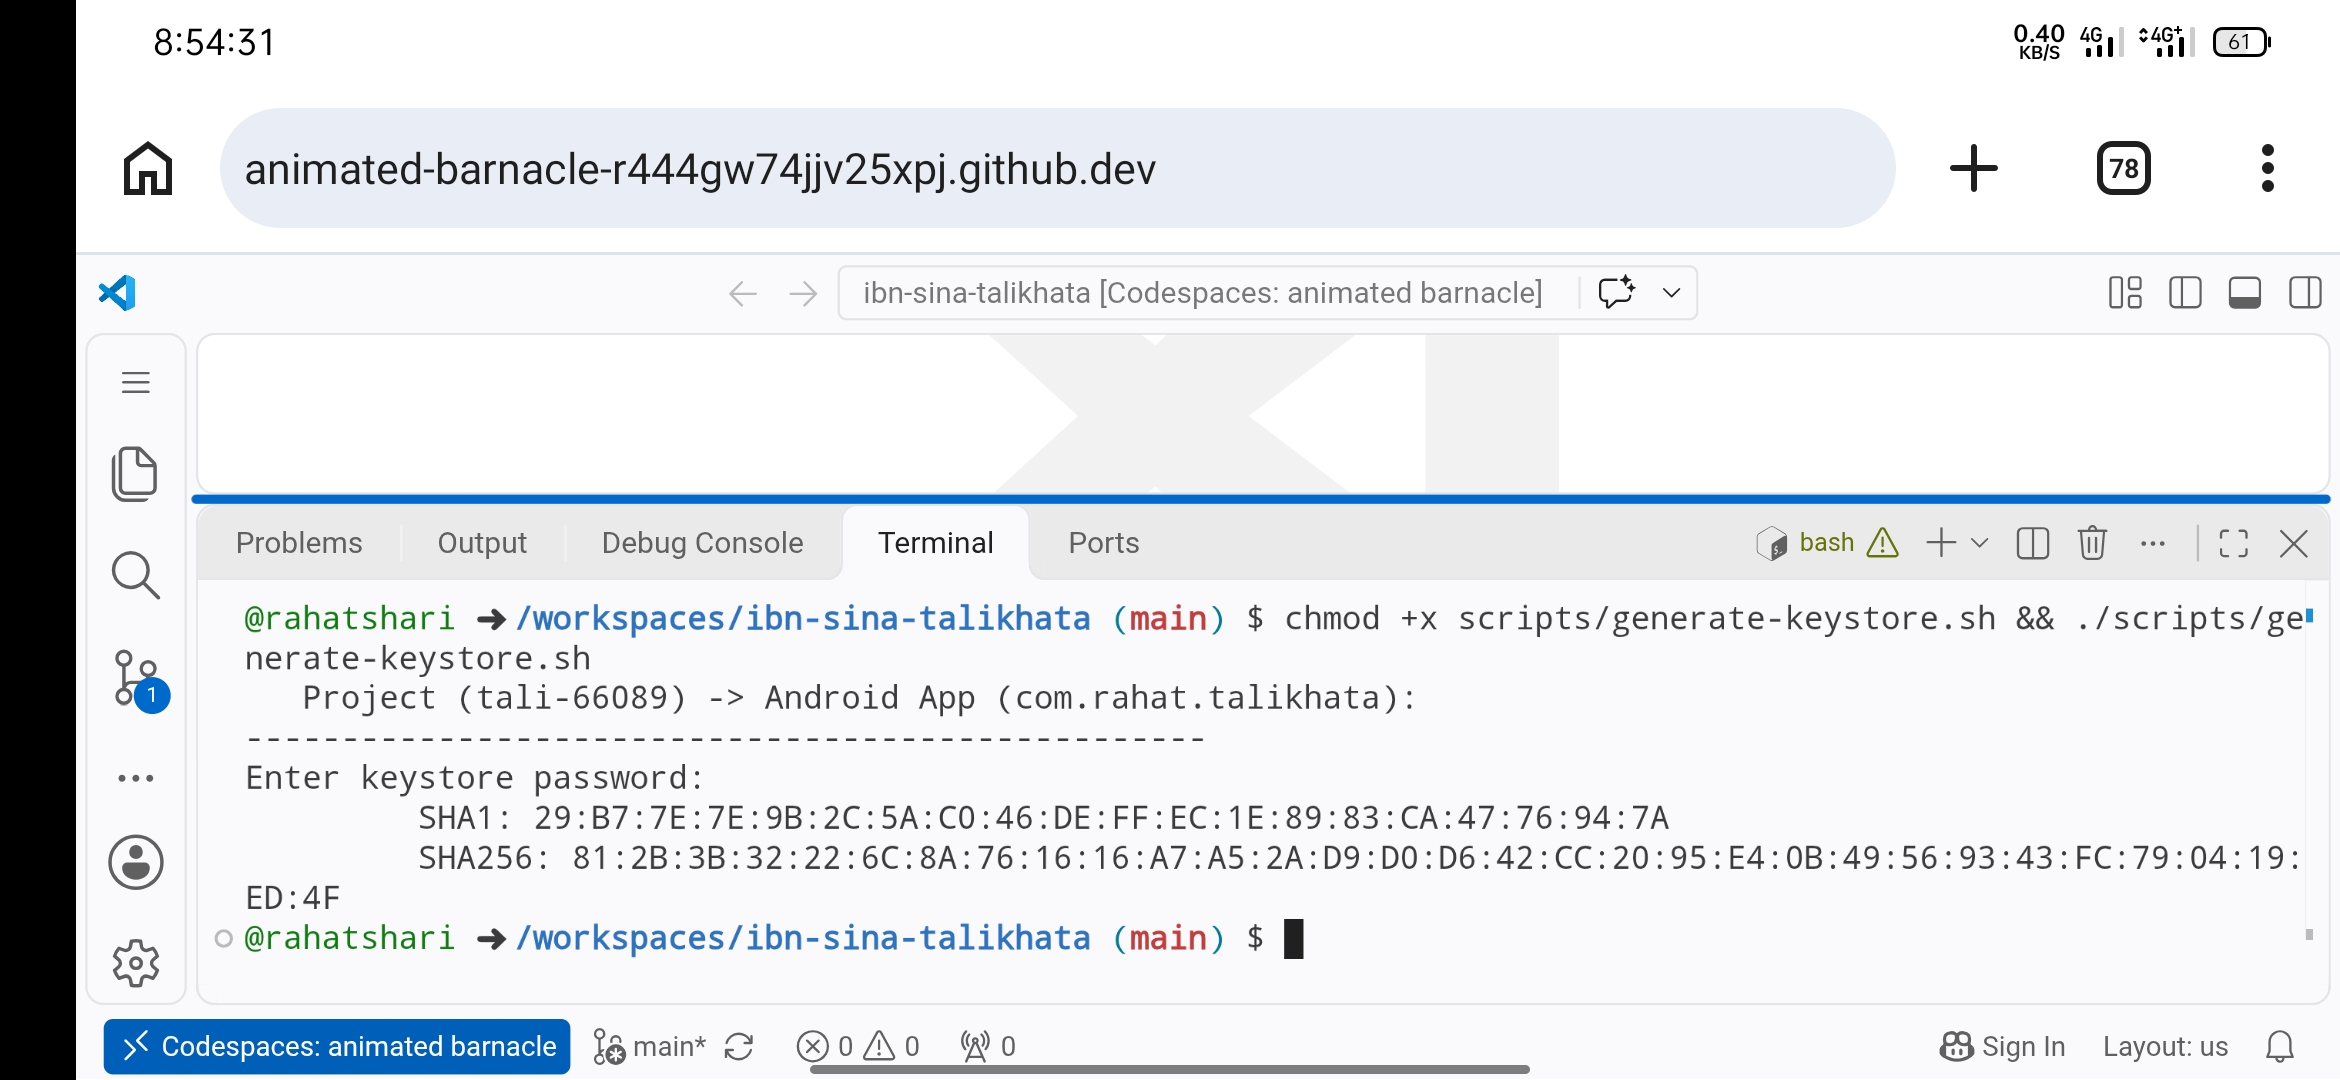 8:54:31
0.40
KB/S
4G
4G+
61
animated-barnacle-r444gw74jjv25xpj.github.dev
78
ibn-sina-talikhata [Codespaces: animated barnacle]
Problems
Output
Debug Console
Terminal
Ports
bash
@rahatshari ➜ /workspaces/ibn-sina-talikhata (main) $ chmod +x scripts/generate-keystore.sh && ./scripts/ge
nerate-keystore.sh
Project (tali-66089) -> Android App (com.rahat.talikhata):
--------------------------------------------------
Enter keystore password:
SHA1: 29:B7:7E:7E:9B:2C:5A:C0:46:DE:FF:EC:1E:89:83:CA:47:76:94:7A
SHA256: 81:2B:3B:32:22:6C:8A:76:16:16:A7:A5:2A:D9:D0:D6:42:CC:20:95:E4:0B:49:56:93:43:FC:79:04:19:
ED:4F
@rahatshari ➜ /workspaces/ibn-sina-talikhata (main) $
1
Codespaces: animated barnacle
main*
0
0
0
Sign In
Layout: us